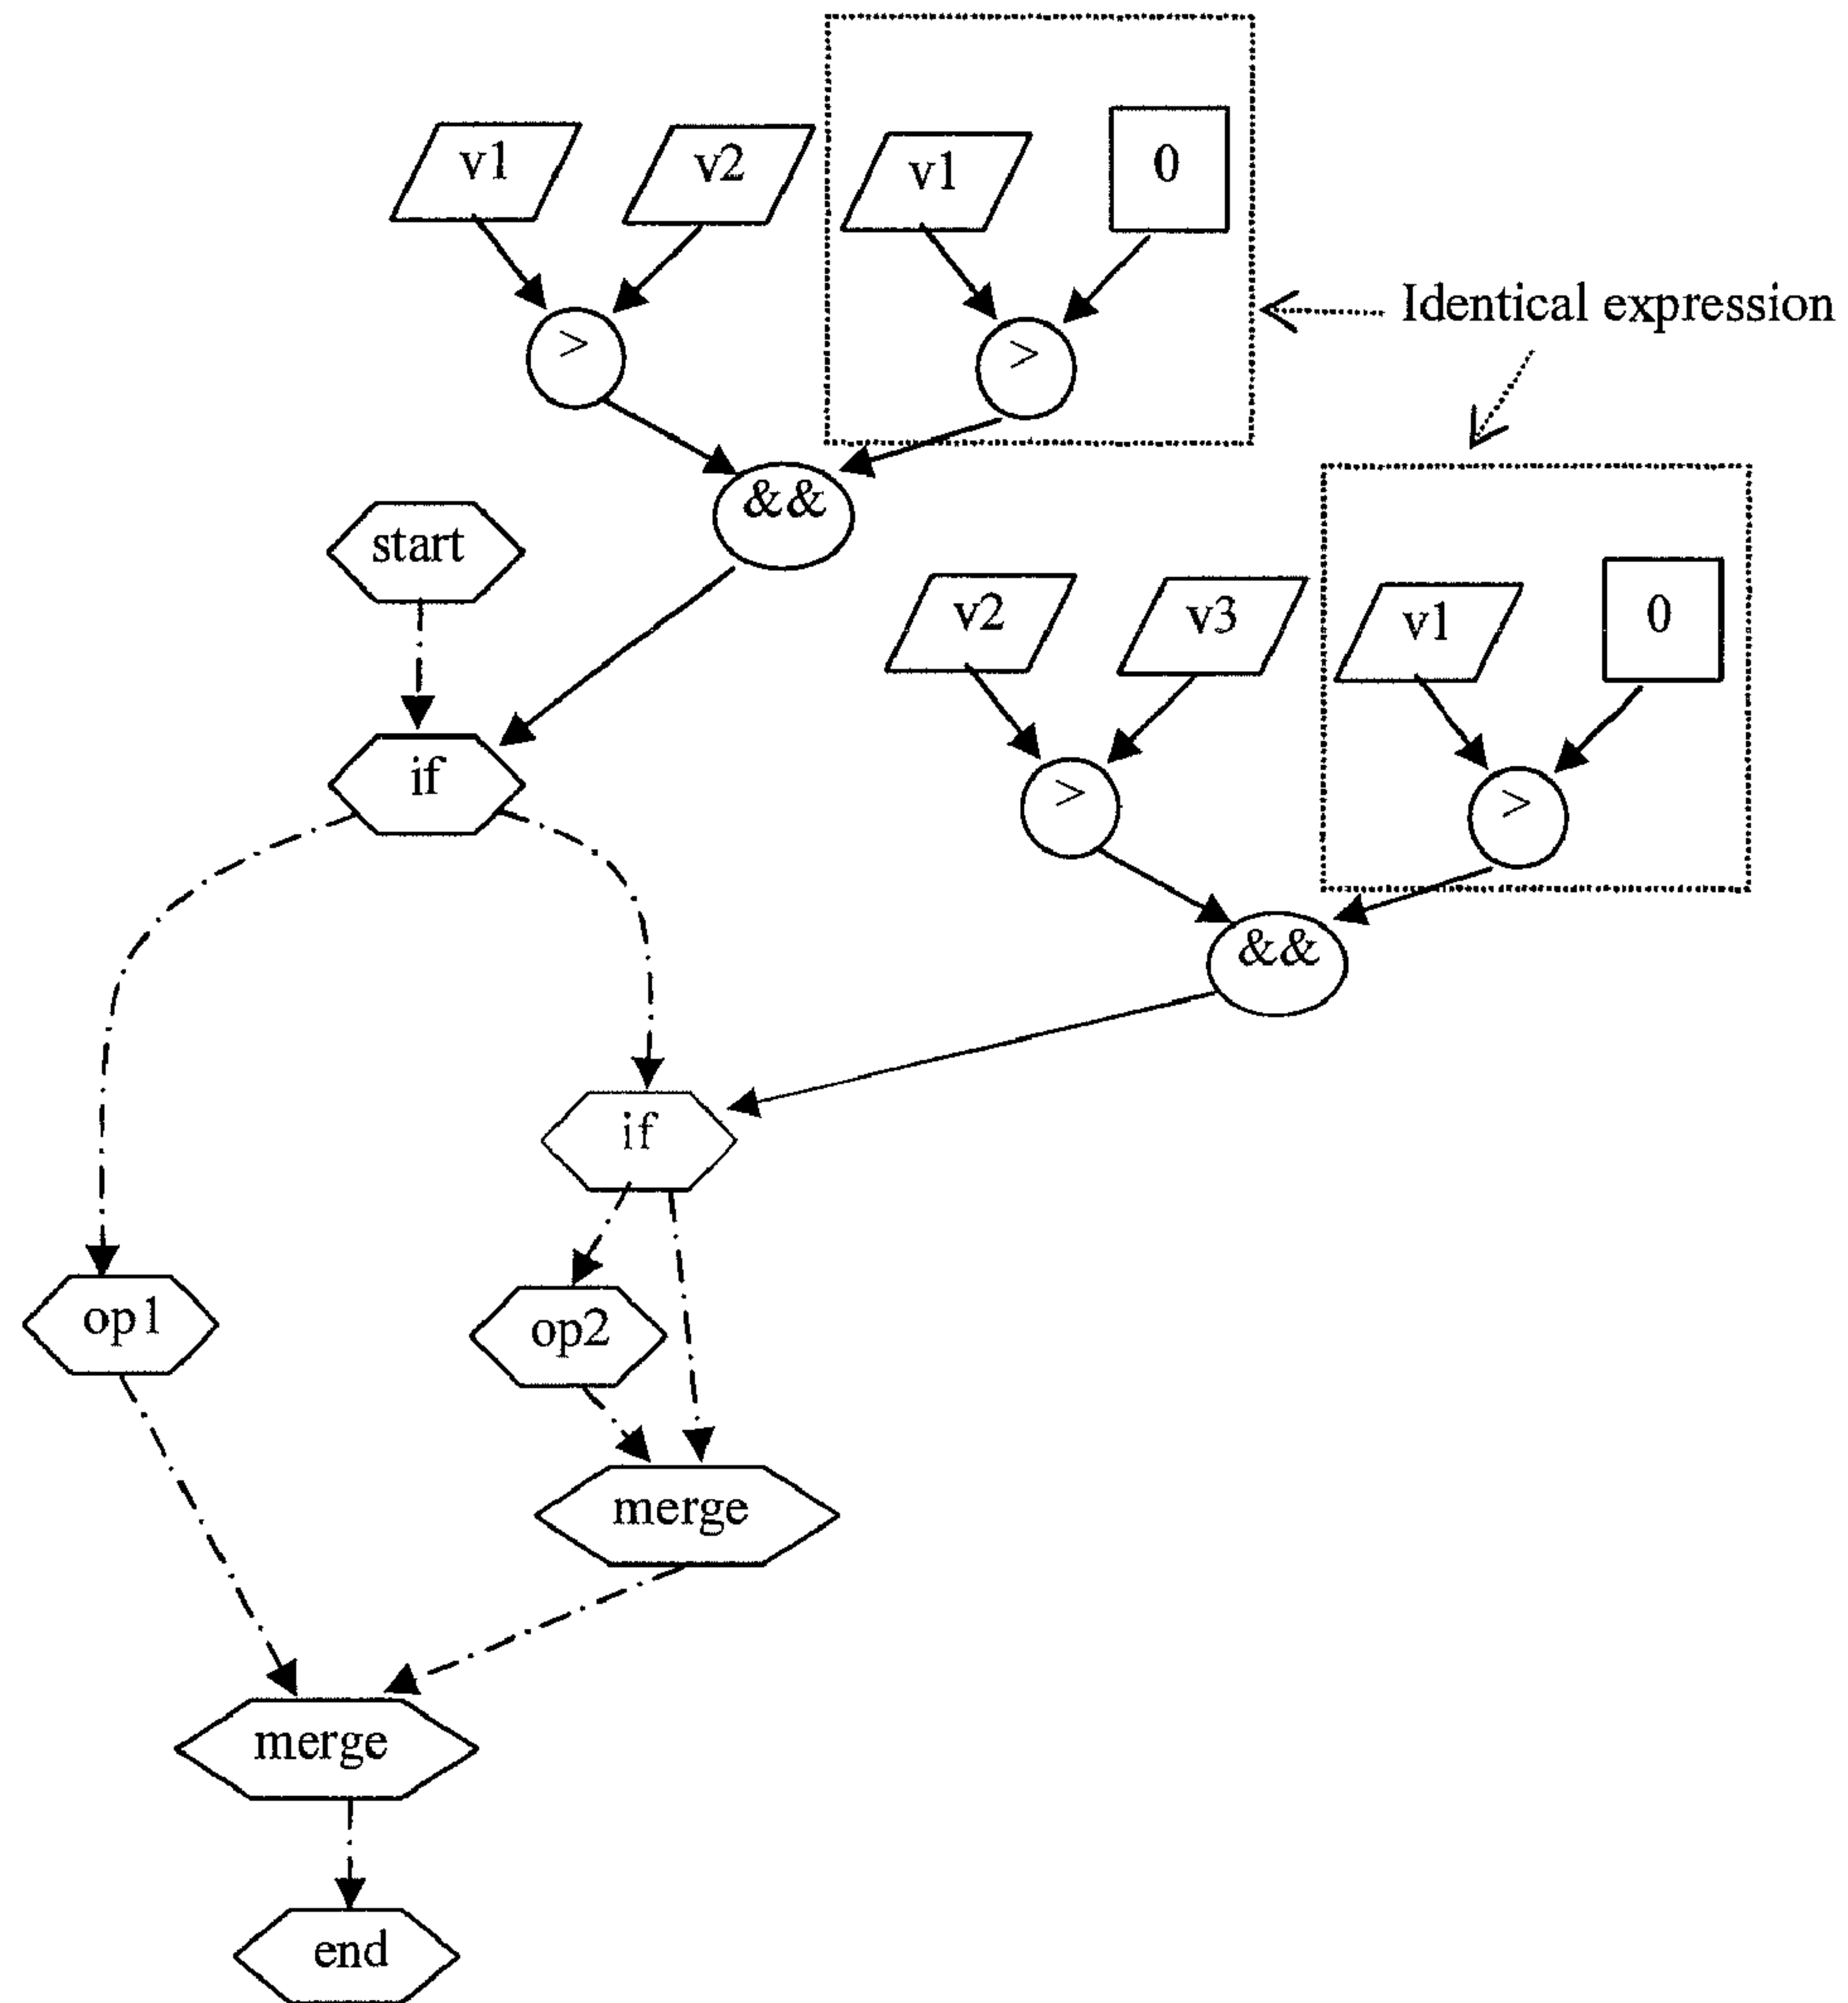 v1 v2 v1 0
> >
Identical expression
&&
start
v2 v3 v1 0
if
> >
&&
if
op1 op2
merge
merge
end